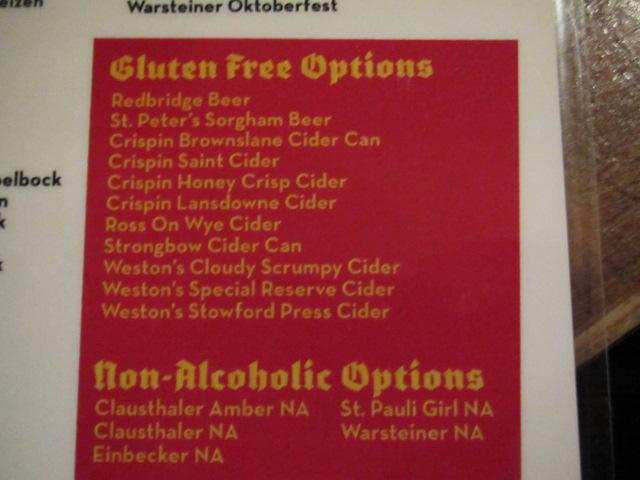 Warsteiner Oktoberfest
Gluten Free Options
Redbridge Beer
St. Peter's Sorgham Beer
Crispin Brownslane Cider Can
Crispin Saint Cider
Crispin Honey Crisp Cider
Crispin Lansdowne Cider
Ross On Wye Cider
Strongbow Cider Can
Weston's Cloudy Scrumpy Cider
Weston's Special Reserve Cider
Weston's Stowford Press Cider
Non-Alcoholic Options
Clausthaler Amber NA
Clausthaler NA
Einbecker NA
St. Pauli Girl NA
Warsteiner NA